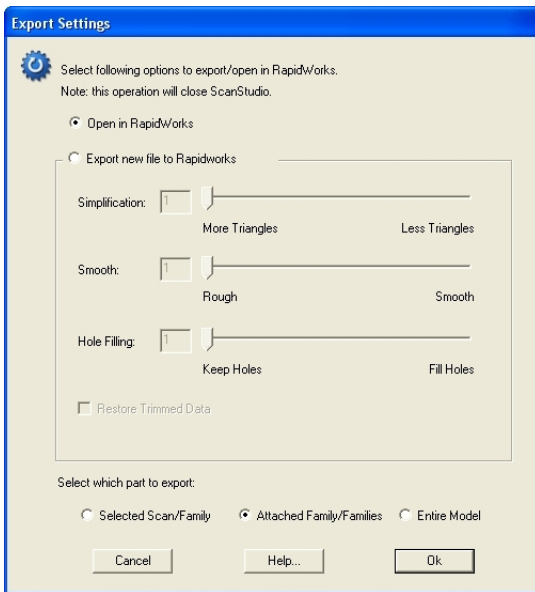 Export Settings
Select following options to export/open in RapidWorks.
Note: this operation will close ScanStudio.
Open in RapidWorks
Export new file to Rapidworks
Simplification: 1
More Triangles Less Triangles
Smooth: 1
Rough Smooth
Hole Filling: 1
Keep Holes Fill Holes
Restore Trimmed Data
Select which part to export:
Selected Scan/Family Attached Family/Families Entire Model
Cancel Help... Ok